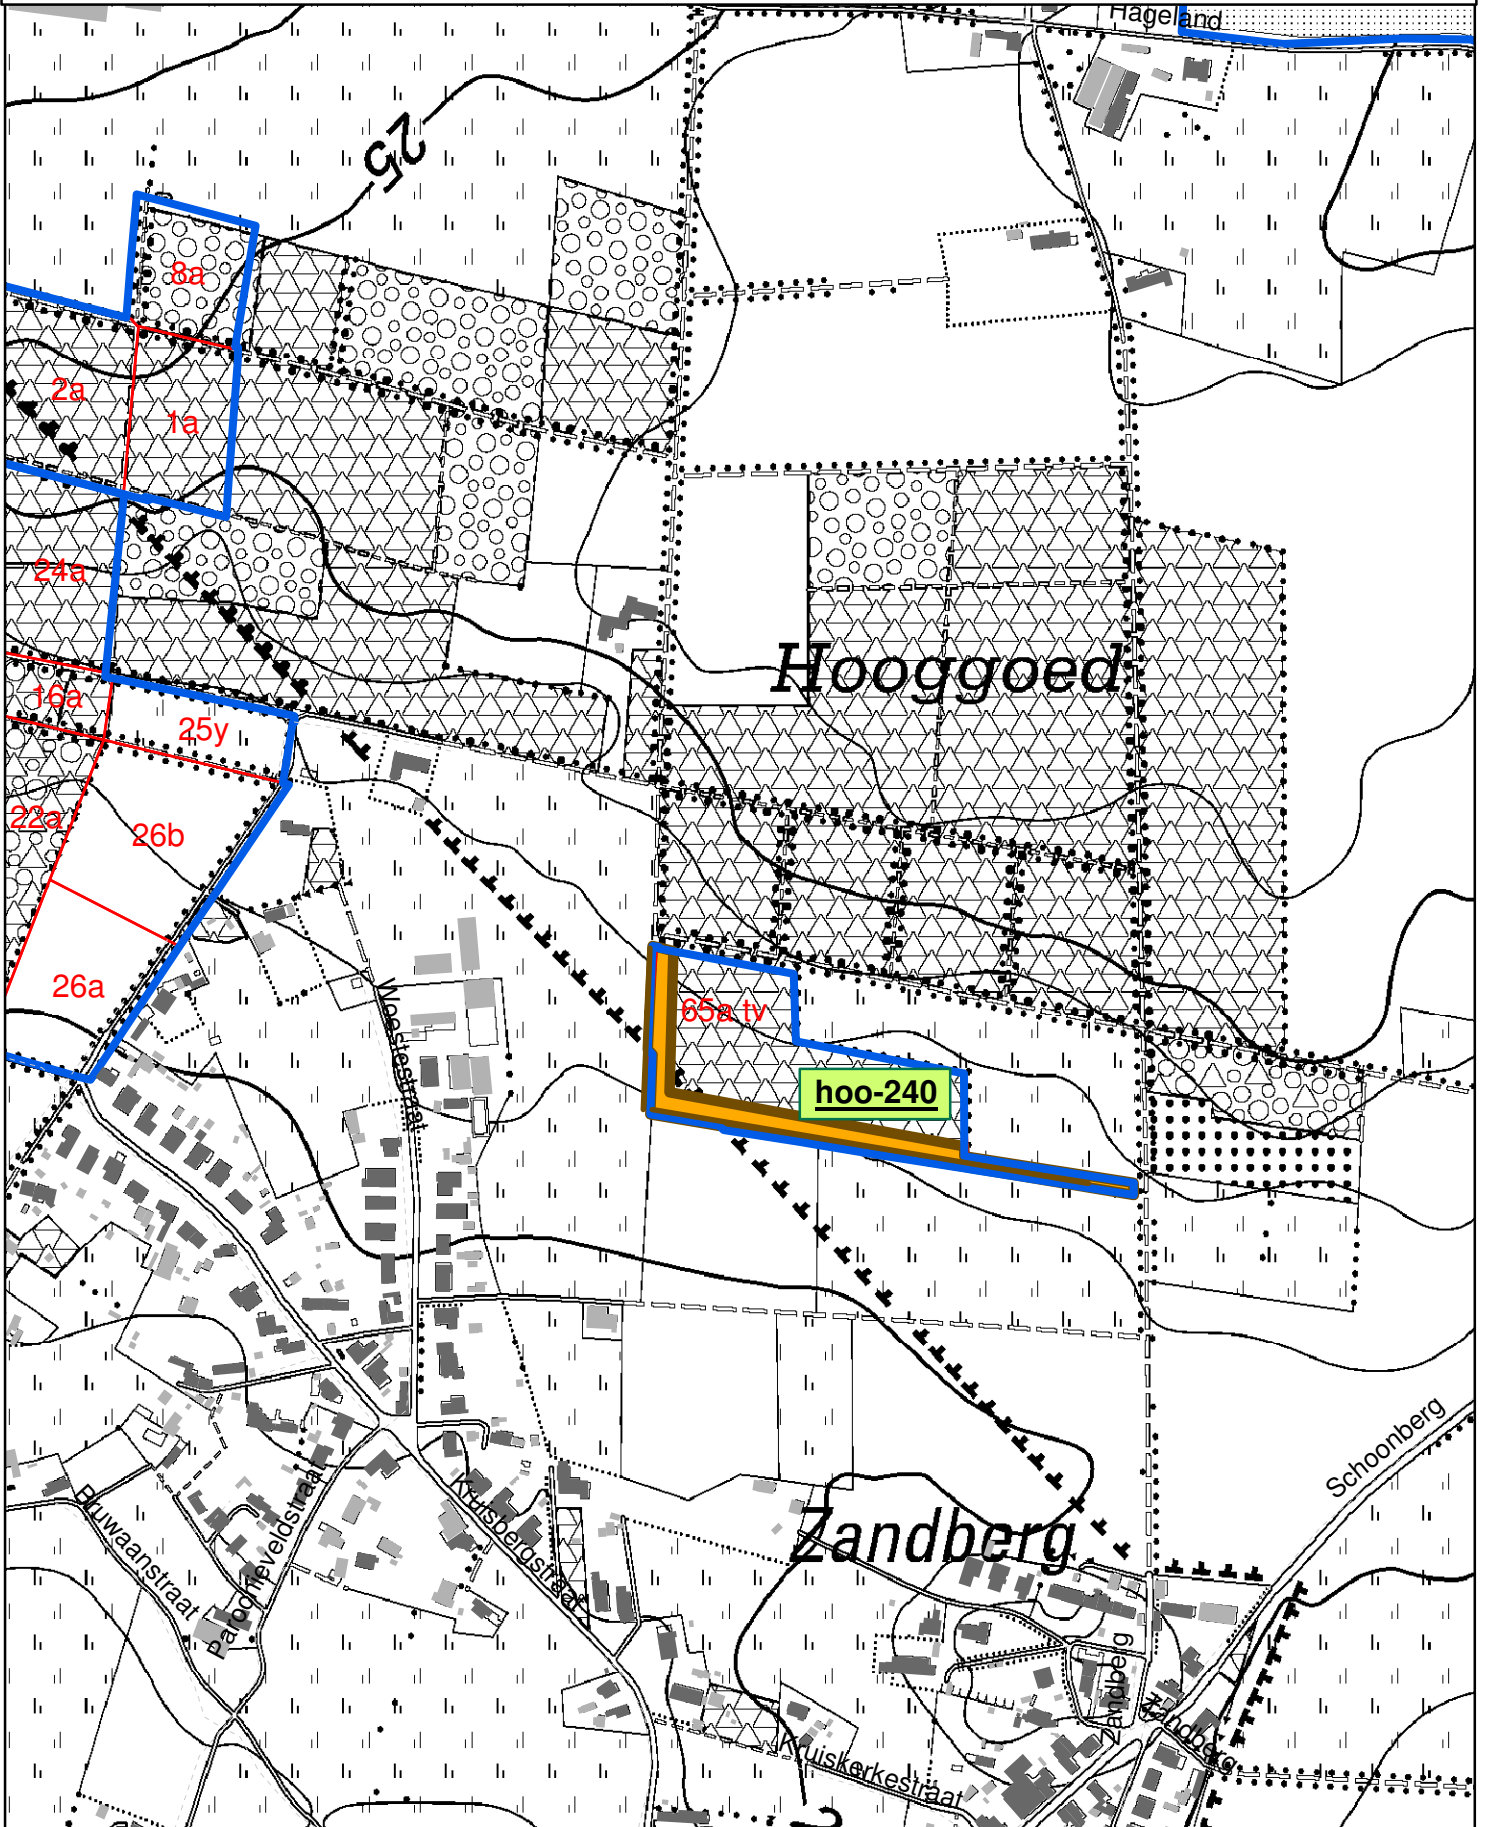 Hageland
25
8a
2a
1a
24a
Hooggoed
16a
25y
22a
26b
26a
65a tv
Woestestraat
hoo-240
Schoonberg
Bruwaanstraat
Parochieveldstraat
Kruisbergstraat
Zandberg
Zandberg
Zandberg
Kruiskerkestraat